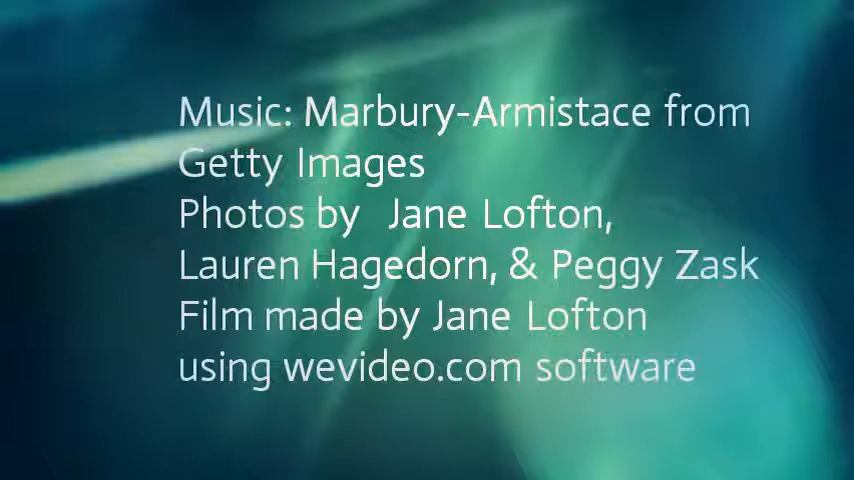 Music: Marbury-Armistace from
Getty Images
Photos by Jane Lofton,
Lauren Hagedorn, & Peggy Zask
Film made by Jane Lofton
using wevideo.com software